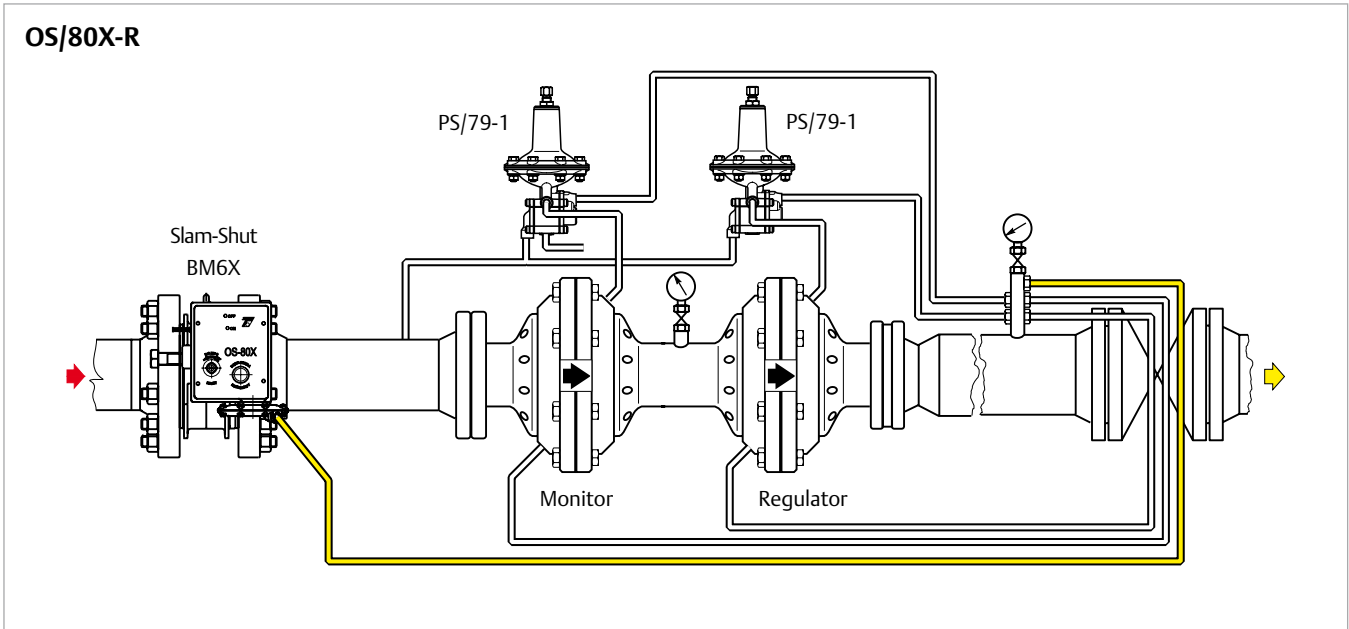 OS/80X-R
PS/79-1
PS/79-1
Slam-Shut
BM6X
OS-80X
Monitor
Regulator